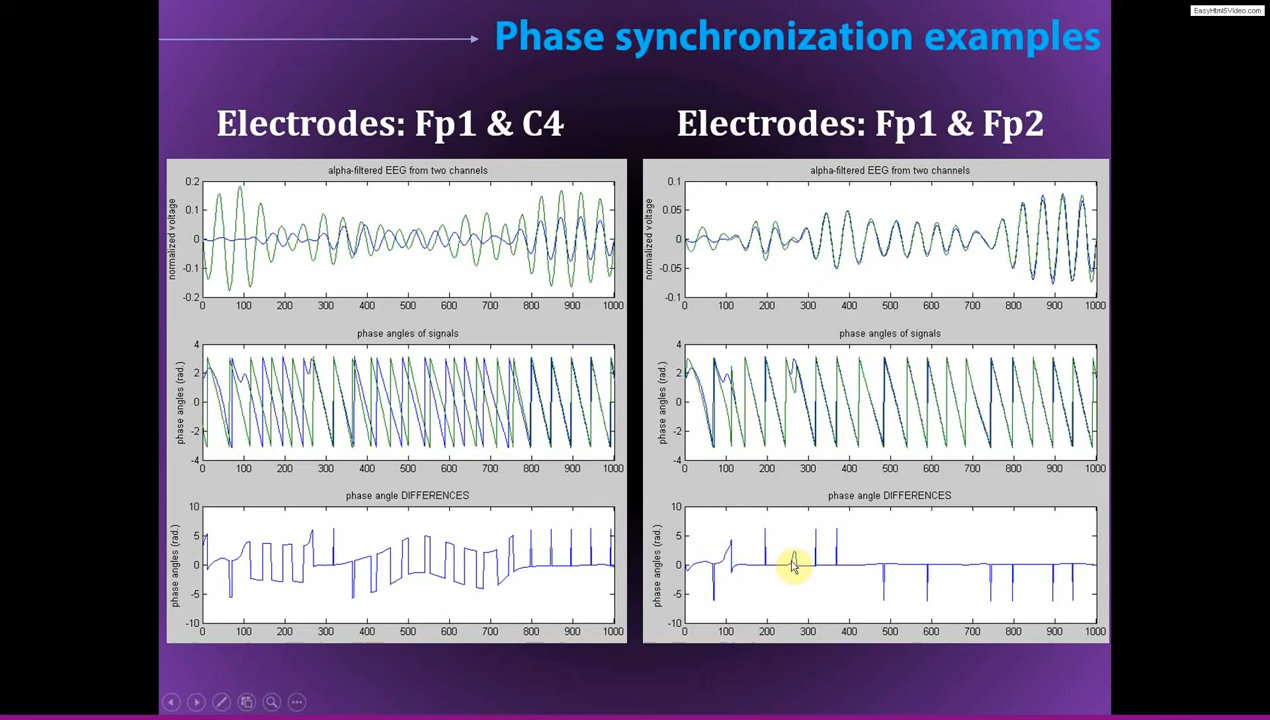 EasyHtml5Video.com
Phase synchronization examples
Electrodes: Fp1 & C4
alpha-filtered EEG from two channels
normalized voltage
0.2
0.1
0
-0.1
-0.2
0 100 200 300 400 500 600 700 800 900 1000
phase angles of signals
phase angles (rad.)
4
2
0
-2
-4
0 100 200 300 400 500 600 700 800 900 1000
phase angle DIFFERENCES
phase angles (rad.)
10
5
0
-5
-10
0 100 200 300 400 500 600 700 800 900 1000
Electrodes: Fp1 & Fp2
alpha-filtered EEG from two channels
normalized voltage
0.1
0.05
0
-0.05
-0.1
0 100 200 300 400 500 600 700 800 900 1000
phase angles of signals
phase angles (rad.)
4
2
0
-2
-4
0 100 200 300 400 500 600 700 800 900 1000
phase angle DIFFERENCES
phase angles (rad.)
10
5
0
-5
-10
0 100 200 300 400 500 600 700 800 900 1000